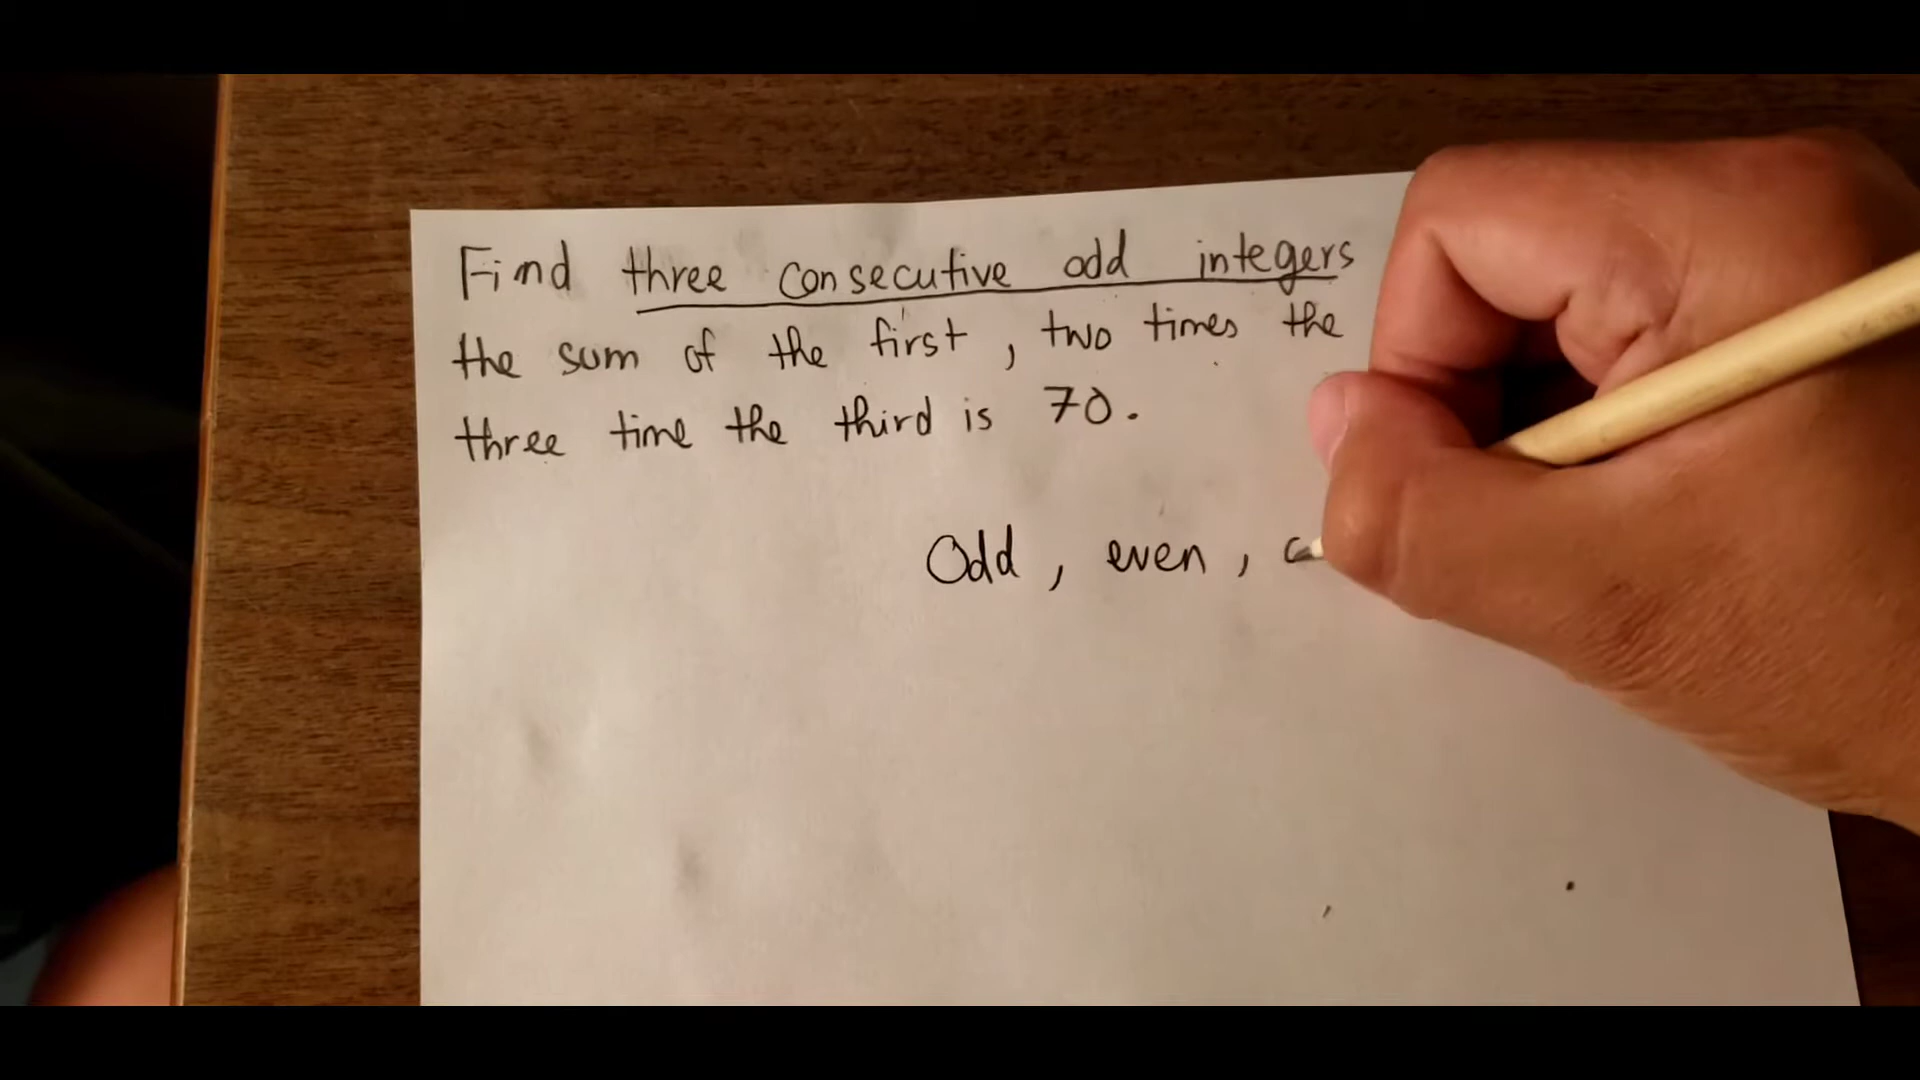 Find three consecutive odd integers
the sum of the first, two times the
three time the third is 70.
Odd, even,